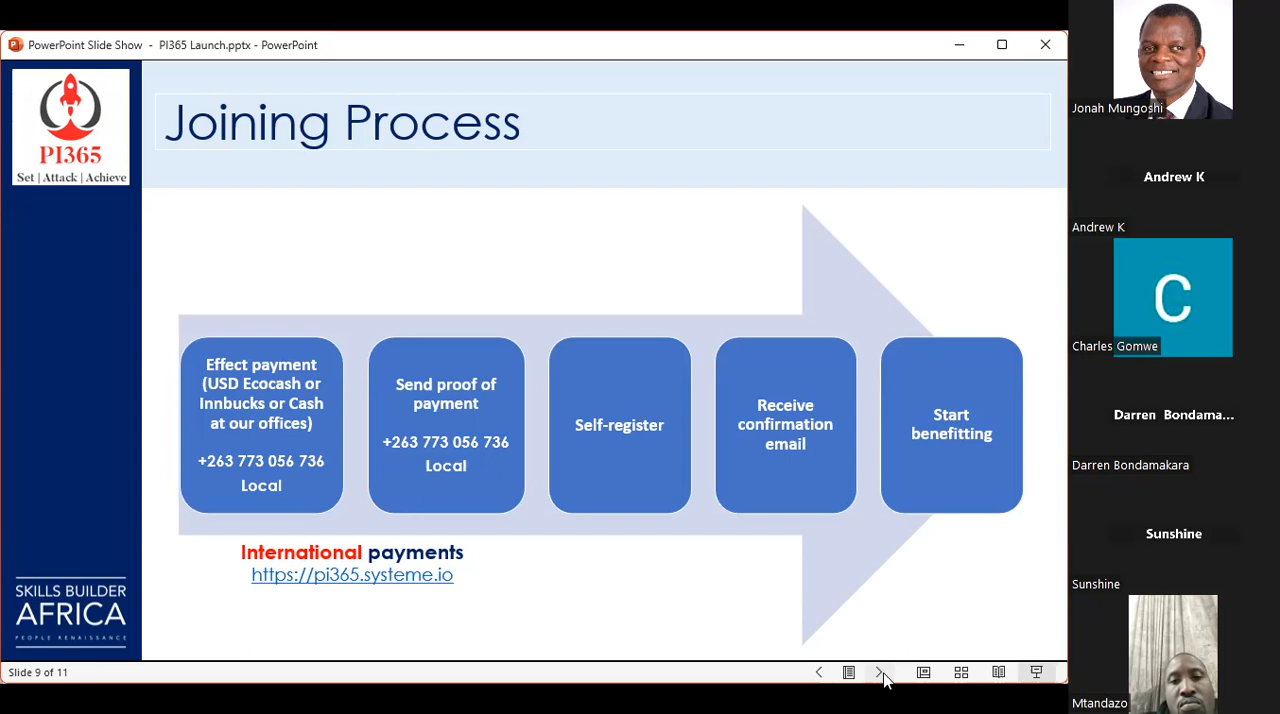 PowerPoint Slide Show - PI365 Launch.pptx - PowerPoint
PI365
Set | Attack | Achieve
Joining Process
Effect payment
(USD Ecocash or
Innbucks or Cash
at our offices)
+263 773 056 736
Local
Send proof of
payment
+263 773 056 736
Local
Self-register
Receive
confirmation
email
Start
benefitting
International payments
https://pi365.systeme.io
SKILLS BUILDER
AFRICA
PEOPLE RENAISSANCE
Slide 9 of 11
Jonah Mungoshi
Andrew K
Andrew K
C
Charles Gomwe
Darren Bondama...
Darren Bondamakara
Sunshine
Sunshine
Mtandazo